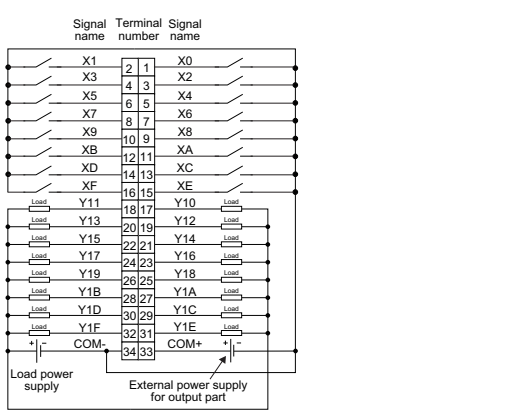 Signal name Terminal number Signal name
X1 2 1 X0
X3 4 3 X2
X5 6 5 X4
X7 8 7 X6
X9 10 9 X8
XB 12 11 XA
XD 14 13 XC
XF 16 15 XE
Load Y11 18 17 Y10 Load
Load Y13 20 19 Y12 Load
Load Y15 22 21 Y14 Load
Load Y17 24 23 Y16 Load
Load Y19 26 25 Y18 Load
Load Y1B 28 27 Y1A Load
Load Y1D 30 29 Y1C Load
Load Y1F 32 31 Y1E Load
+ - COM- 34 33 COM+ + -
Load power
supply
External power supply
for output part